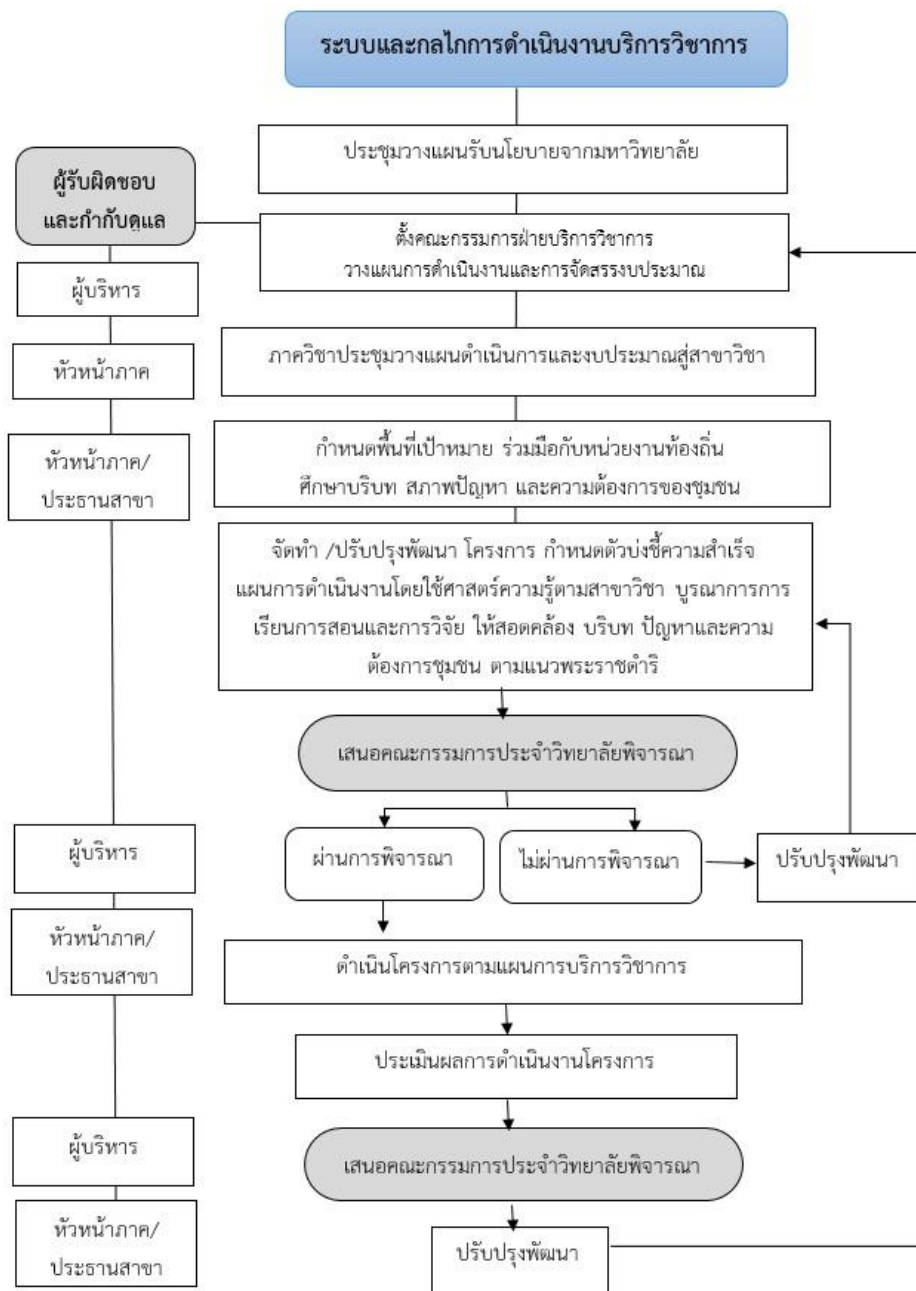 ระบบและกลไกการดำเนินงานบริการวิชาการ
ประชุมวางแผนรับนโยบายจากมหาวิทยาลัย
ผู้รับผิดชอบ
และกำกับดูแล
ตั้งคณะกรรมการฝ่ายบริการวิชาการ
วางแผนการดำเนินงานและการจัดสรรงบประมาณ
ผู้บริหาร
ภาควิชาประชุมวางแผนดำเนินการและงบประมาณสู่สาขาวิชา
หัวหน้าภาค
กำหนดพื้นที่เป้าหมาย ร่วมมือกับหน่วยงานท้องถิ่น
ศึกษาบริบท สภาพปัญหา และความต้องการของชุมชน
หัวหน้าภาค/
ประธานสาขา
จัดทำ /ปรับปรุงพัฒนา โครงการ กำหนดตัวบ่งชี้ความสำเร็จ
แผนการดำเนินงานโดยใช้ศาสตร์ความรู้ตามสาขาวิชา บูรณาการการ
เรียนการสอนและการวิจัย ให้สอดคล้อง บริบท ปัญหาและความ
ต้องการชุมชน ตามแนวพระราชดำริ
เสนอคณะกรรมการประจำวิทยาลัยพิจารณา
ผู้บริหาร
ผ่านการพิจารณา
ไม่ผ่านการพิจารณา
ปรับปรุงพัฒนา
หัวหน้าภาค/
ประธานสาขา
ดำเนินโครงการตามแผนการบริการวิชาการ
ประเมินผลการดำเนินงานโครงการ
ผู้บริหาร
เสนอคณะกรรมการประจำวิทยาลัยพิจารณา
หัวหน้าภาค/
ประธานสาขา
ปรับปรุงพัฒนา